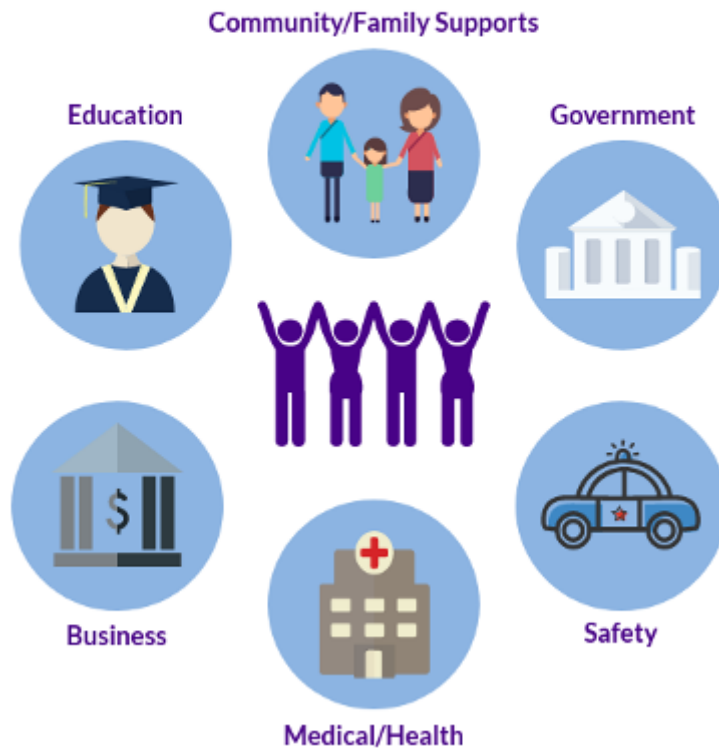 Community/Family Supports
Education
Government
$
Business
Safety
Medical/Health